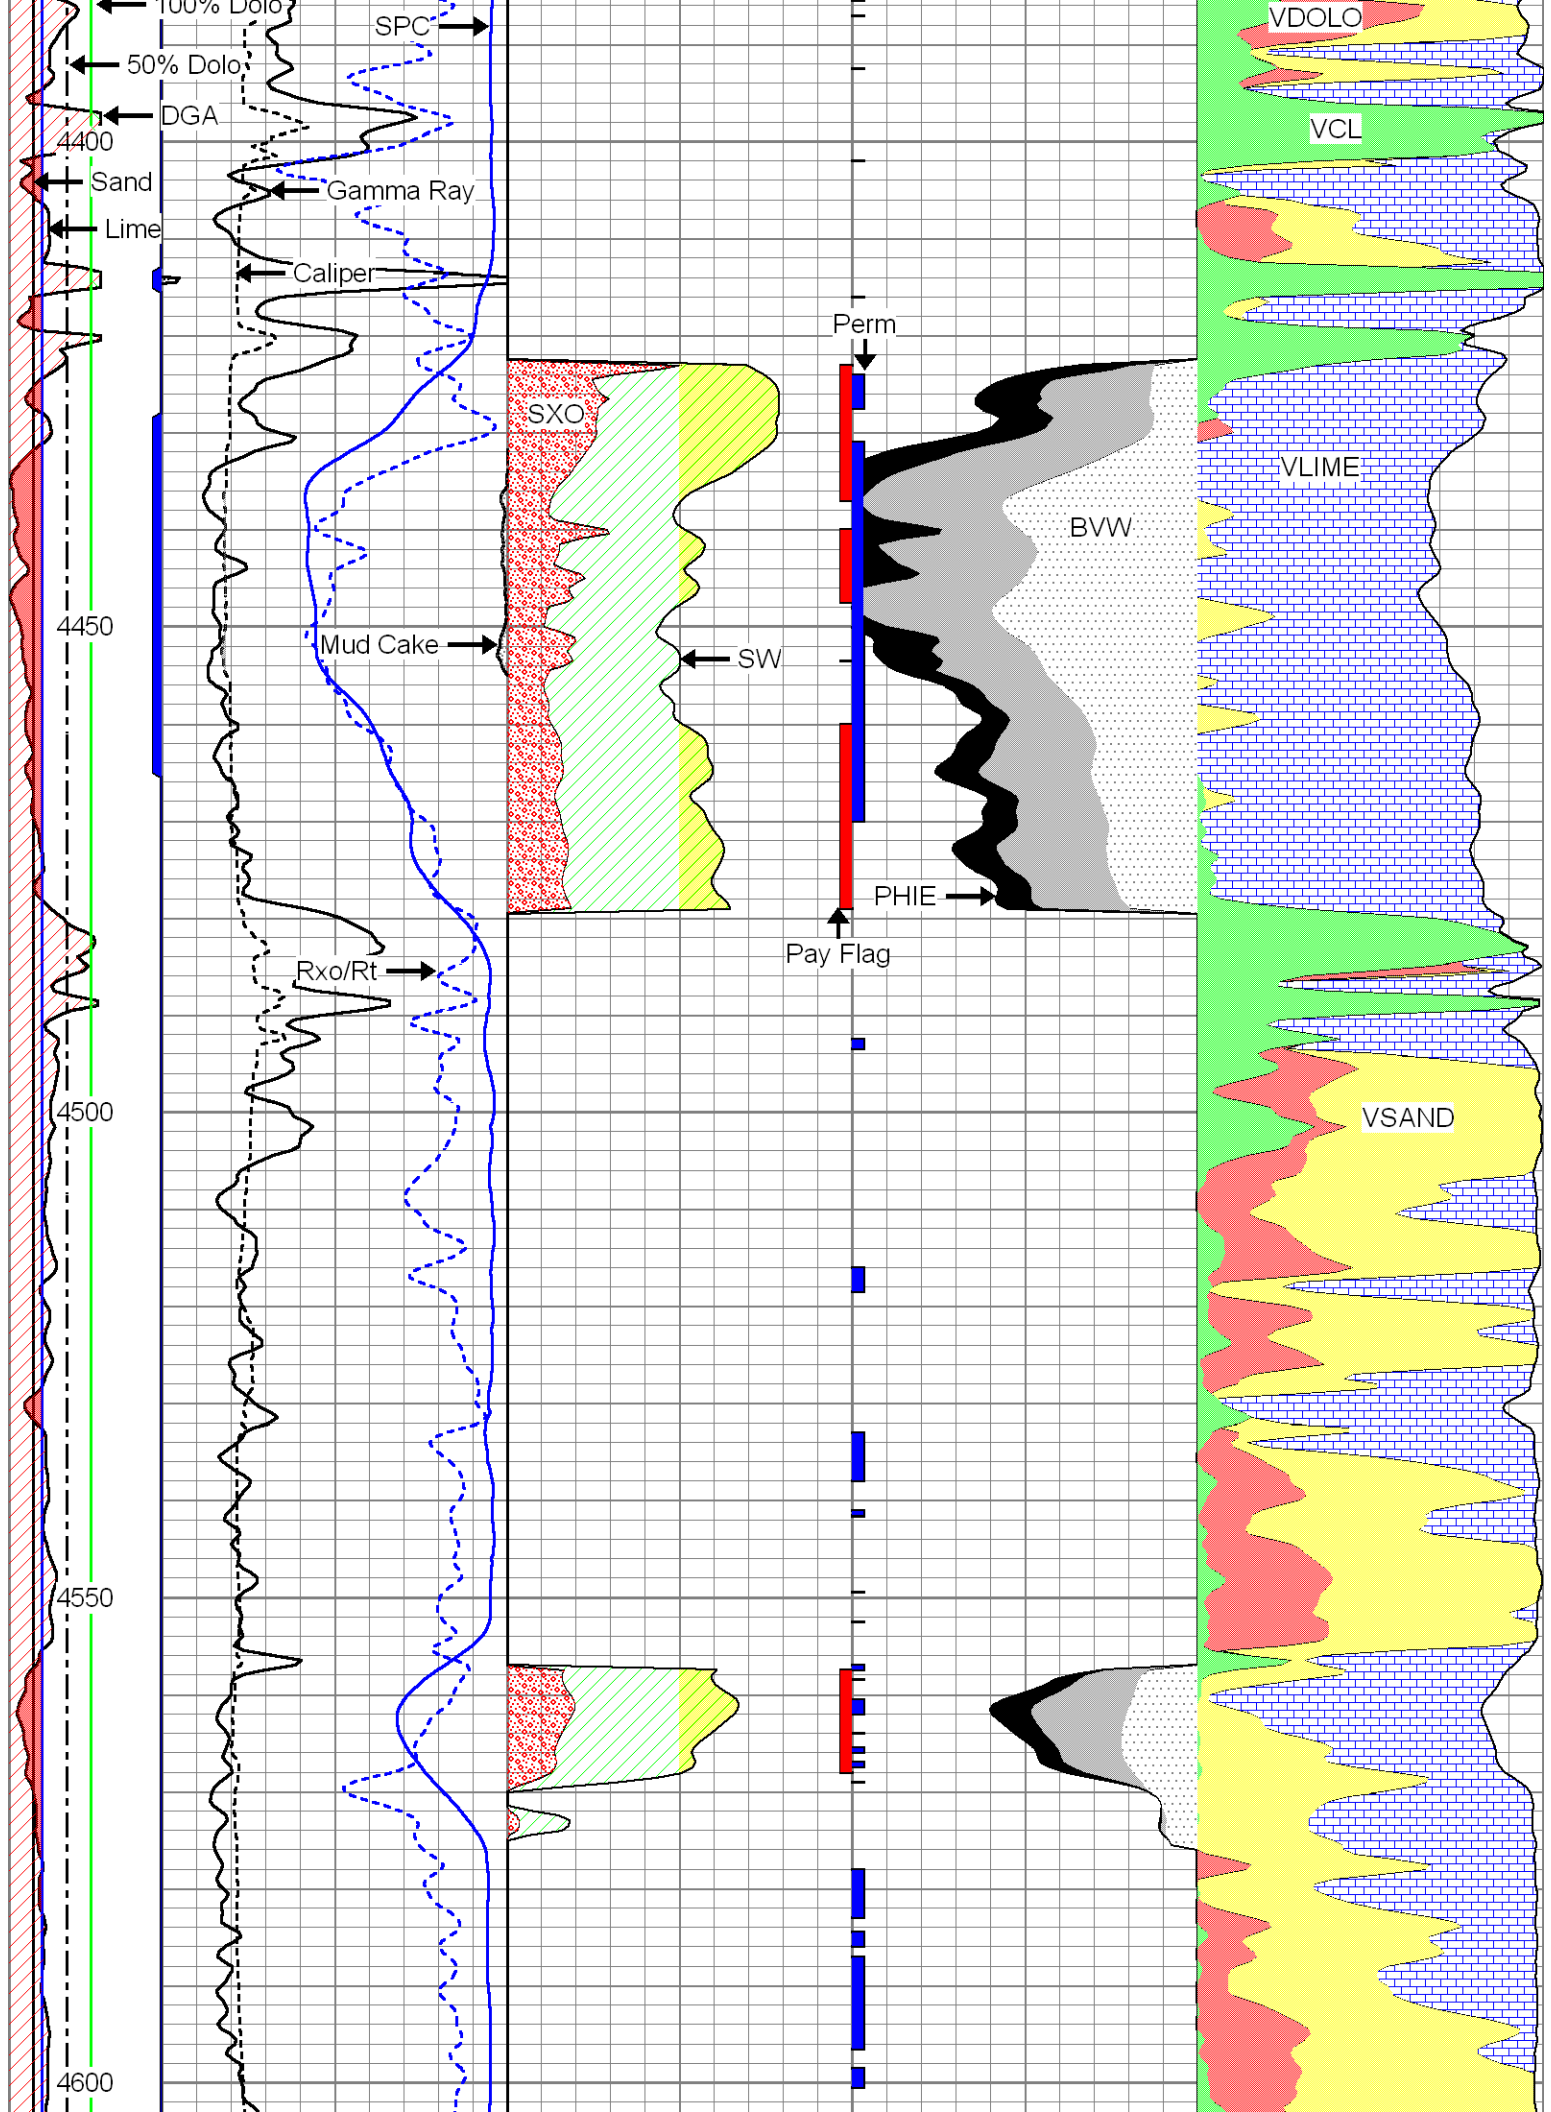 100% Dolo
VDOLO
SPC
50% Dolo
DGA
VCL
4400
Sand
Gamma Ray
Lime
Caliper
Perm
SXO
VLIME
BVW
4450
Mud Cake
SW
PHIE
Pay Flag
Rxo/Rt
4500
VSAND
4550
4600